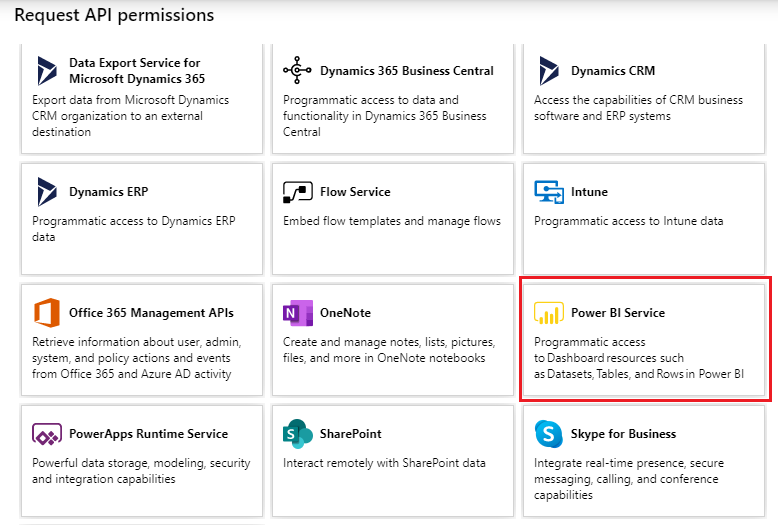 Request API permissions
Data Export Service for
Microsoft Dynamics 365
Export data from Microsoft Dynamics
CRM organization to an external
destination
Dynamics 365 Business Central
Programmatic access to data and
functionality in Dynamics 365 Business
Central
Dynamics CRM
Access the capabilities of CRM business
software and ERP systems
Dynamics ERP
Programmatic access to Dynamics ERP
data
Flow Service
Embed flow templates and manage flows
Intune
Programmatic access to Intune data
Office 365 Management APIs
Retrieve information about user, admin,
system, and policy actions and events
from Office 365 and Azure AD activity
N
OneNote
Create and manage notes, lists, pictures,
files, and more in OneNote notebooks
Power BI Service
Programmatic access
to Dashboard resources such
as Datasets, Tables, and Rows in Power BI
PowerApps Runtime Service
Powerful data storage, modeling, security
and integration capabilities
S
SharePoint
Interact remotely with SharePoint data
S
Skype for Business
Integrate real-time presence, secure
messaging, calling, and conference
capabilities